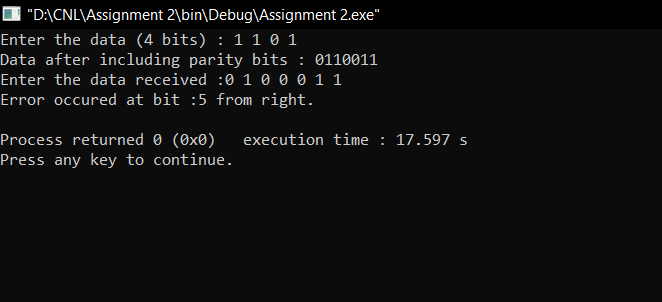 "D:\CNL\Assignment 2\bin\Debug\Assignment 2.exe"
Enter the data (4 bits) : 1 1 0 1
Data after including parity bits : 0110011
Enter the data received :0 1 0 0 0 1 1
Error occured at bit :5 from right.
Process returned 0 (0x0)   execution time : 17.597 s
Press any key to continue.